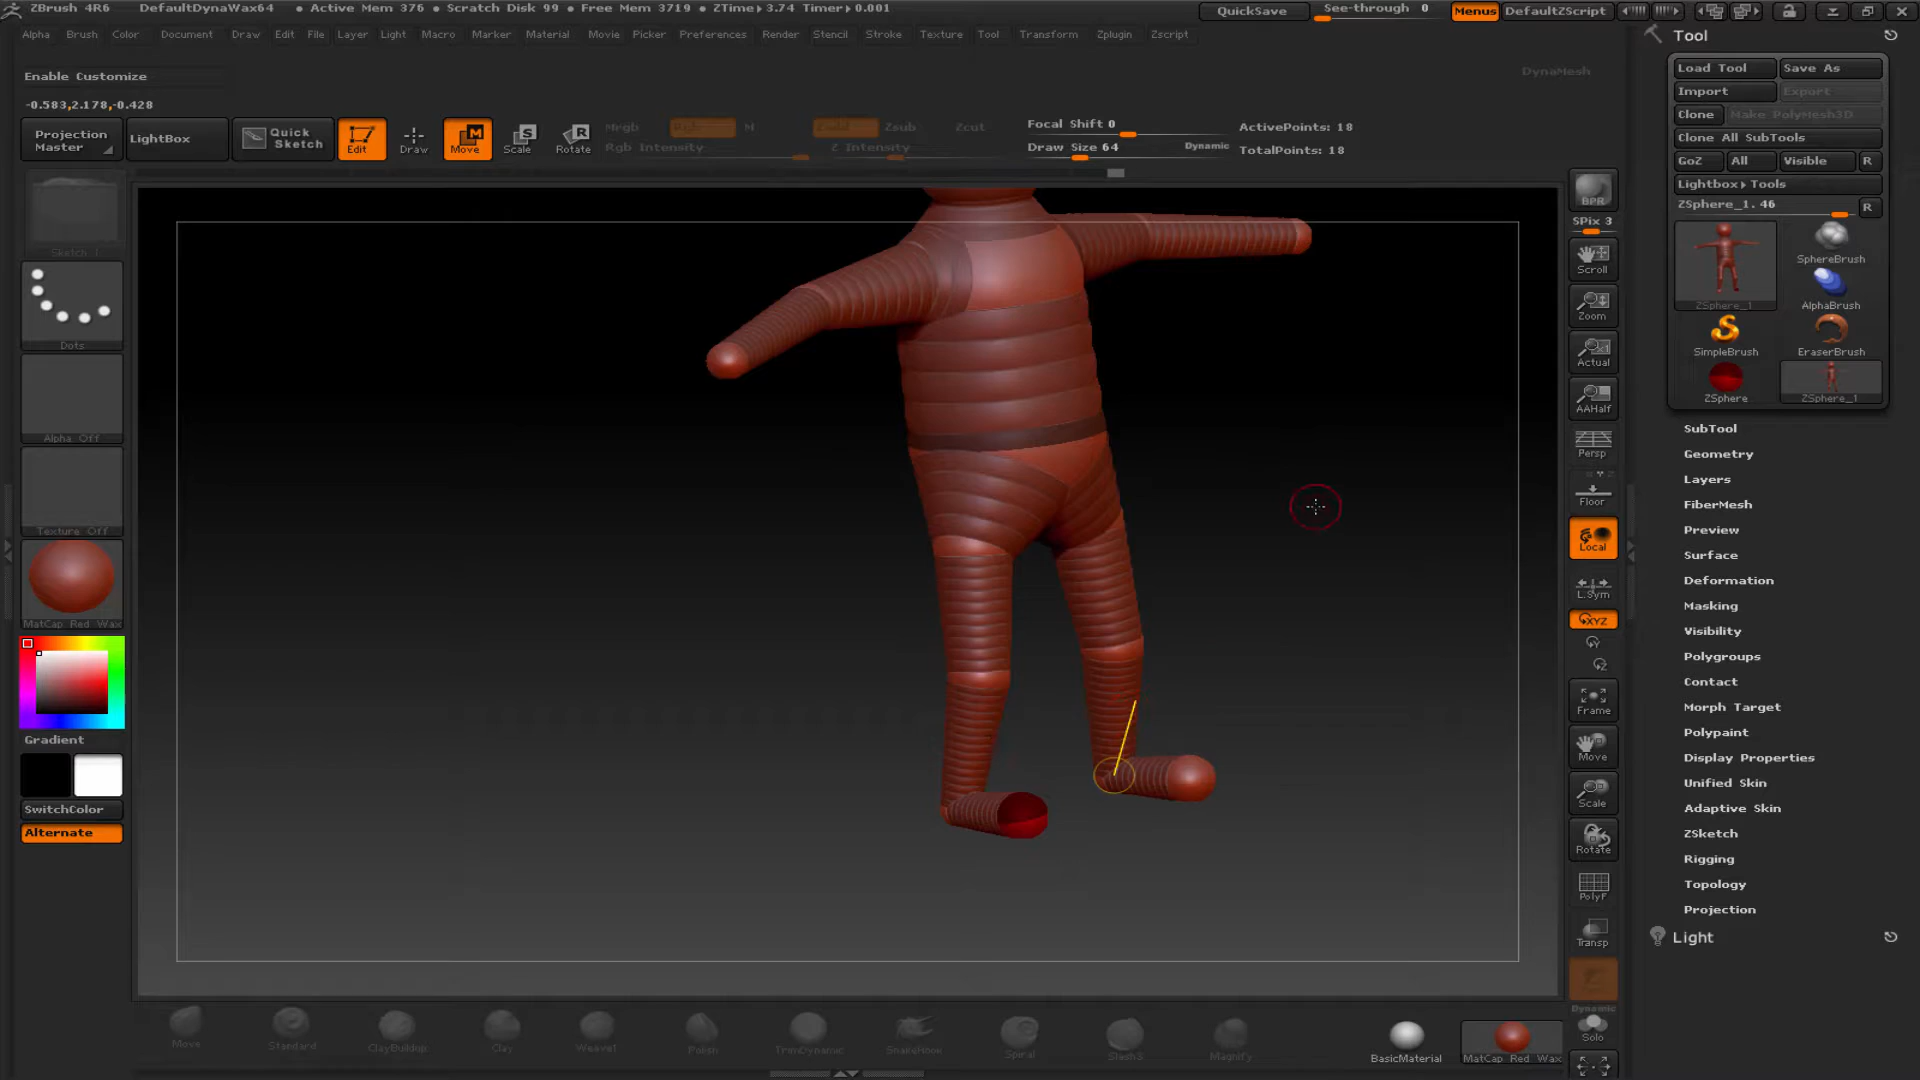 ZBrush 4R6 DefaultDynaWax64 • Active Mem 376 • Scratch Disk 99 • Free Mem 3719 • ZTime▸3.74 Timer▸0.001 QuickSave See-through 0 Menus DefaultZScript
Alpha Brush Color Document Draw Edit File Layer Light Macro Marker Material Movie Picker Preferences Render Stencil Stroke Texture Tool Transform Zplugin Zscript
Tool
Enable Customize
DynaMesh
-0.583,2.178,-0.428
Projection Master
LightBox
Quick Sketch
Edit
Draw
Move
Scale
Rotate
Mrgb
M
Rgb Intensity
Zsub
Zcut
Z Intensity
Focal Shift 0
Draw Size 64
Dynamic
ActivePoints: 18
TotalPoints: 18
Sketch 1
Dots
Alpha Off
Texture Off
MatCap Red Wax
Gradient
SwitchColor
Alternate
BPR
SPix 3
Scroll
Zoom
Actual
AAHalf
Persp
Floor
Local
L.Sym
XYZ
Frame
Move
Scale
Rotate
PolyF
Transp
Dynamic
Solo
Load Tool Save As
Import Export
Clone Make PolyMesh3D
Clone All SubTools
GoZ All Visible R
Lightbox▸Tools
ZSphere_1. 46 R
ZSphere_1
SphereBrush
AlphaBrush
SimpleBrush
EraserBrush
ZSphere
ZSphere_1
SubTool
Geometry
Layers
FiberMesh
Preview
Surface
Deformation
Masking
Visibility
Polygroups
Contact
Morph Target
Polypaint
Display Properties
Unified Skin
Adaptive Skin
ZSketch
Rigging
Topology
Projection
Light
Move Standard ClayBuildup Clay Weave1 Polish TrimDynamic SnakeHook Spiral Slash3 Magnify BasicMaterial MatCap Red Wax